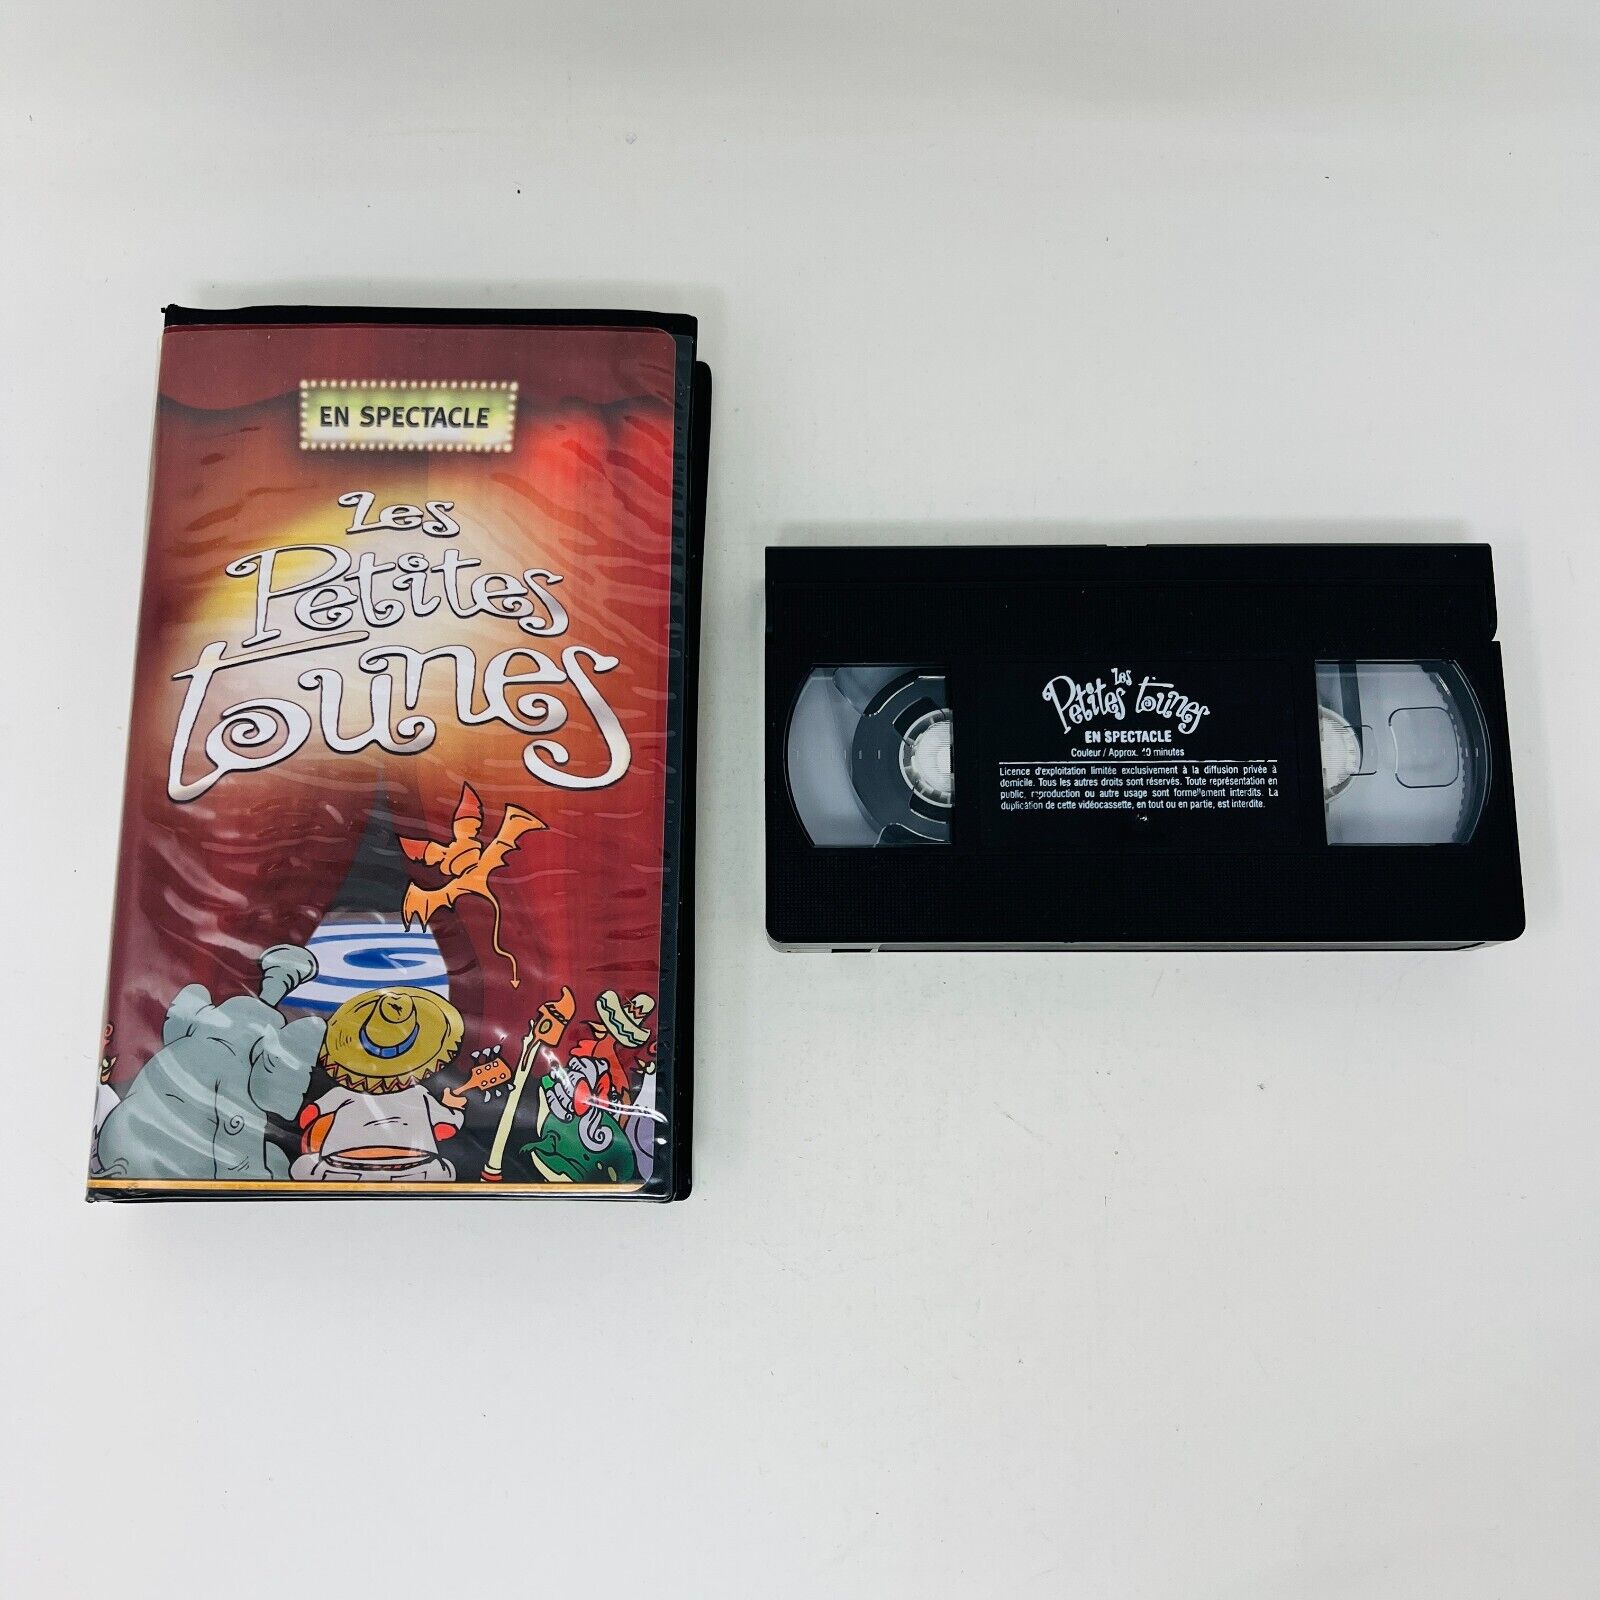 EN SPECTACLE
Les
Petites
tounes
Les
Petites tounes
EN SPECTACLE
Couleur / Approx. minutes
Licence d'exploitation limitée exclusivement à la diffusion privée à
domicile. Tous les autres droits sont réservés. Toute représentation en
public, reproduction ou autre usage sont formellement interdits. La
duplication de cette vidéocassette, en tout ou en partie, est interdite.